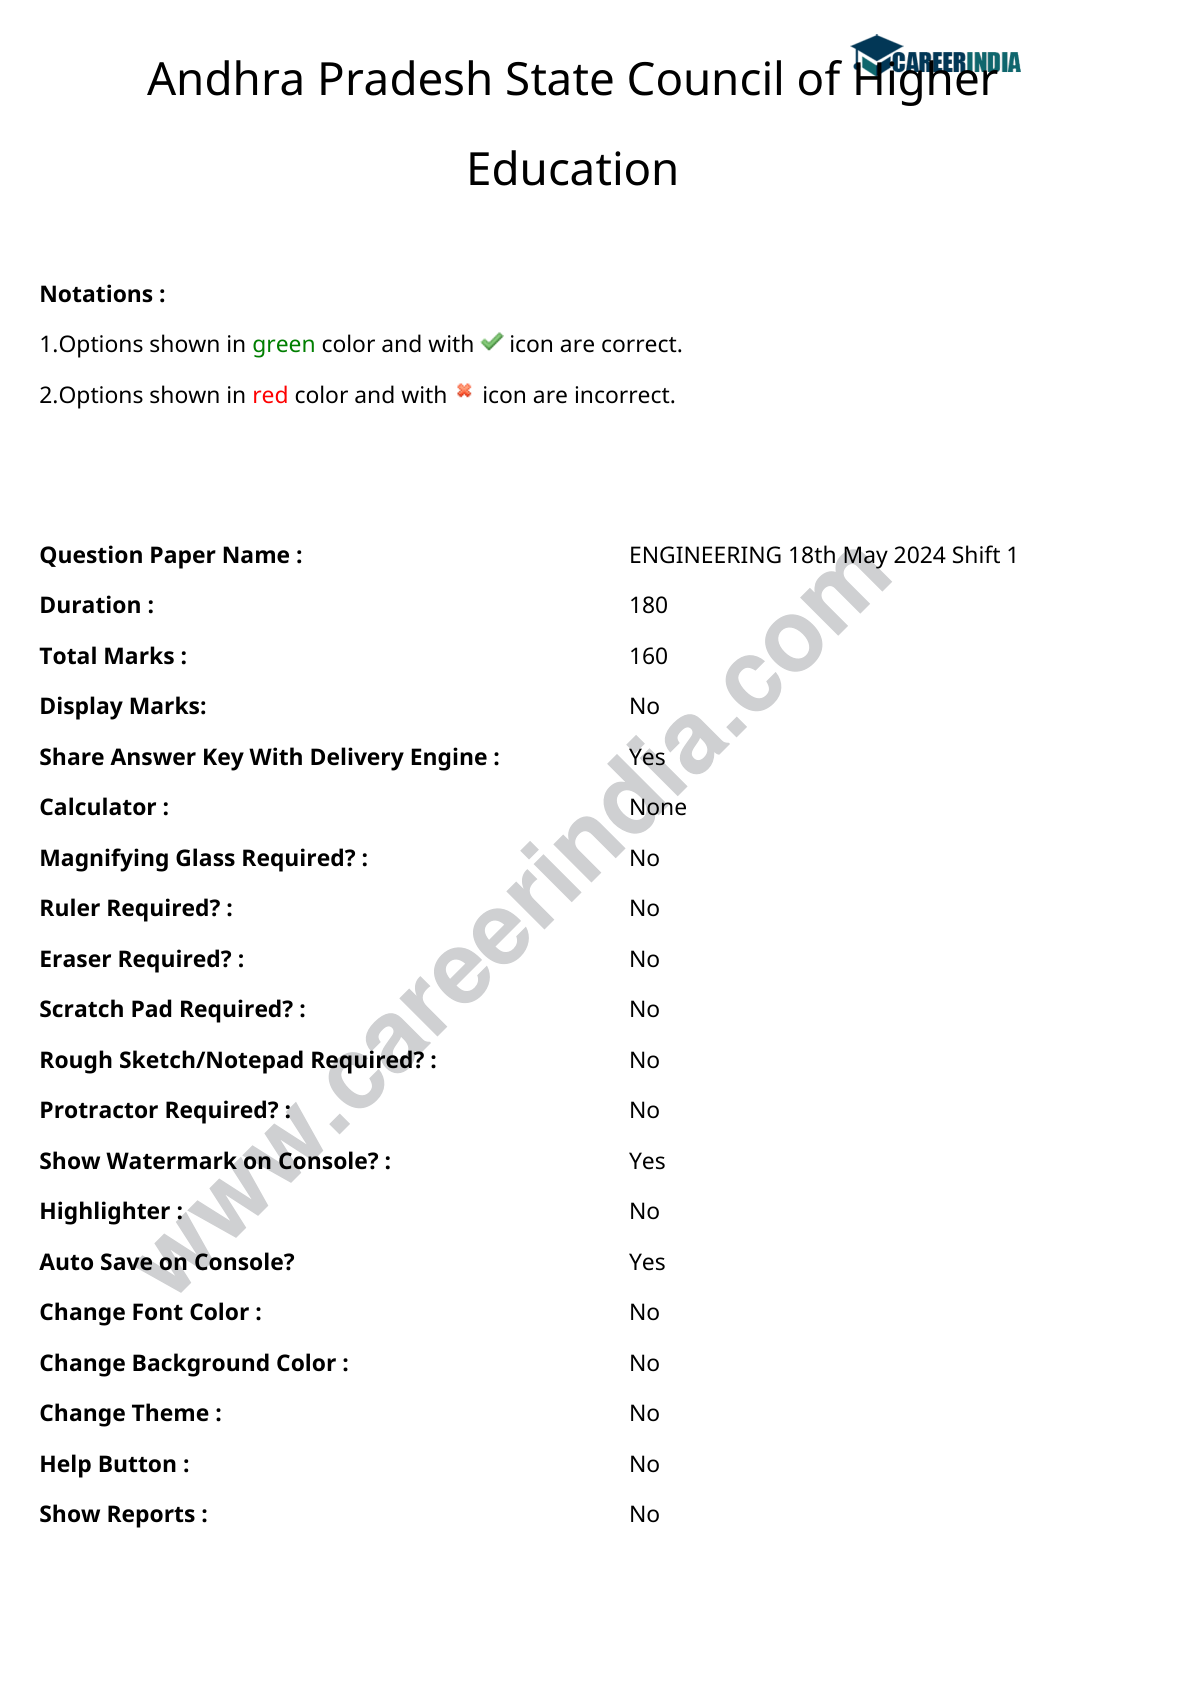 CAREERINDIA
Andhra Pradesh State Council of Higher
Education
Notations :
1.Options shown in green color and with icon are correct.
2.Options shown in red color and with icon are incorrect.
Question Paper Name : ENGINEERING 18th May 2024 Shift 1
Duration : 180
Total Marks : 160
Display Marks: No
Share Answer Key With Delivery Engine : Yes
Calculator : None
Magnifying Glass Required? : No
Ruler Required? : No
Eraser Required? : No
Scratch Pad Required? : No
Rough Sketch/Notepad Required? : No
Protractor Required? : No
Show Watermark on Console? : Yes
Highlighter : No
Auto Save on Console? Yes
Change Font Color : No
Change Background Color : No
Change Theme : No
Help Button : No
Show Reports : No
www.careerindia.com